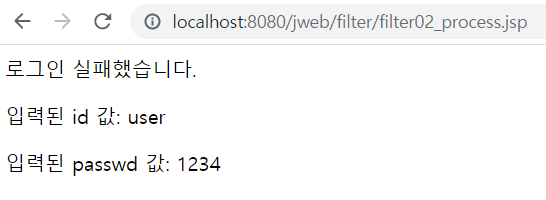 localhost:8080/jweb/filter/filter02_process.jsp
로그인 실패했습니다.
입력된 id 값: user
입력된 passwd 값: 1234